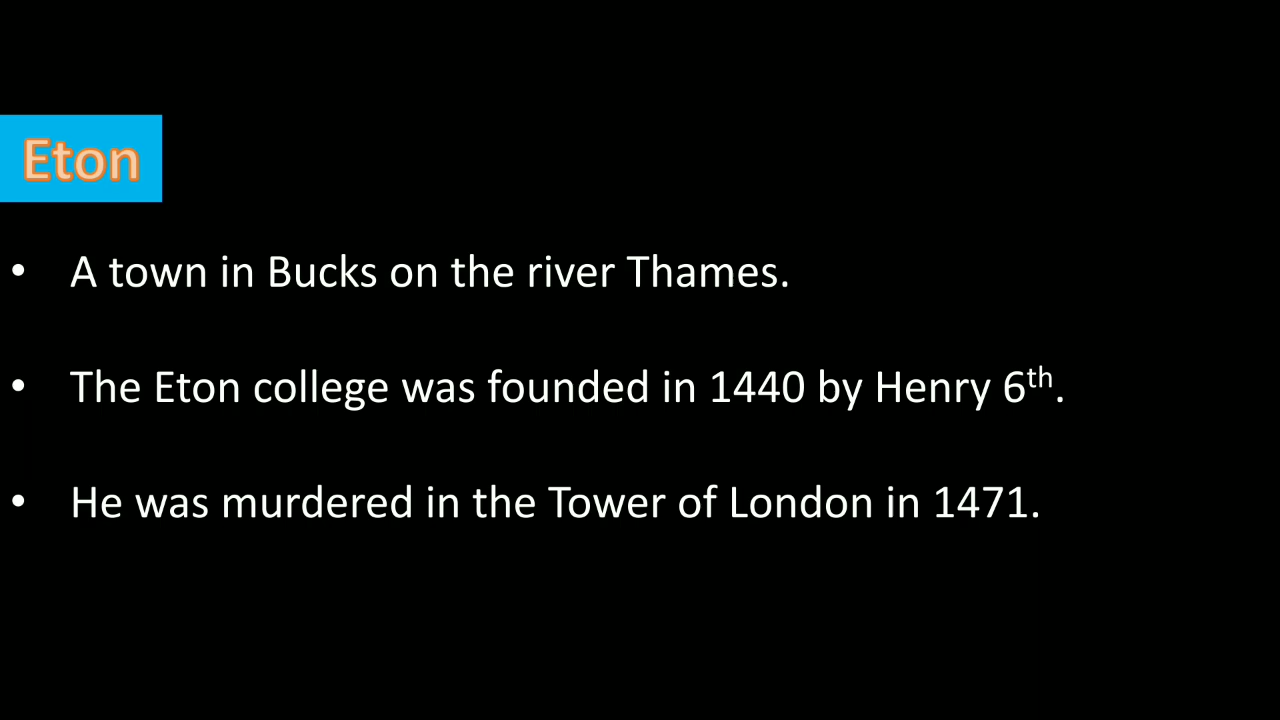 Eton
• A town in Bucks on the river Thames.
• The Eton college was founded in 1440 by Henry 6th.
• He was murdered in the Tower of London in 1471.